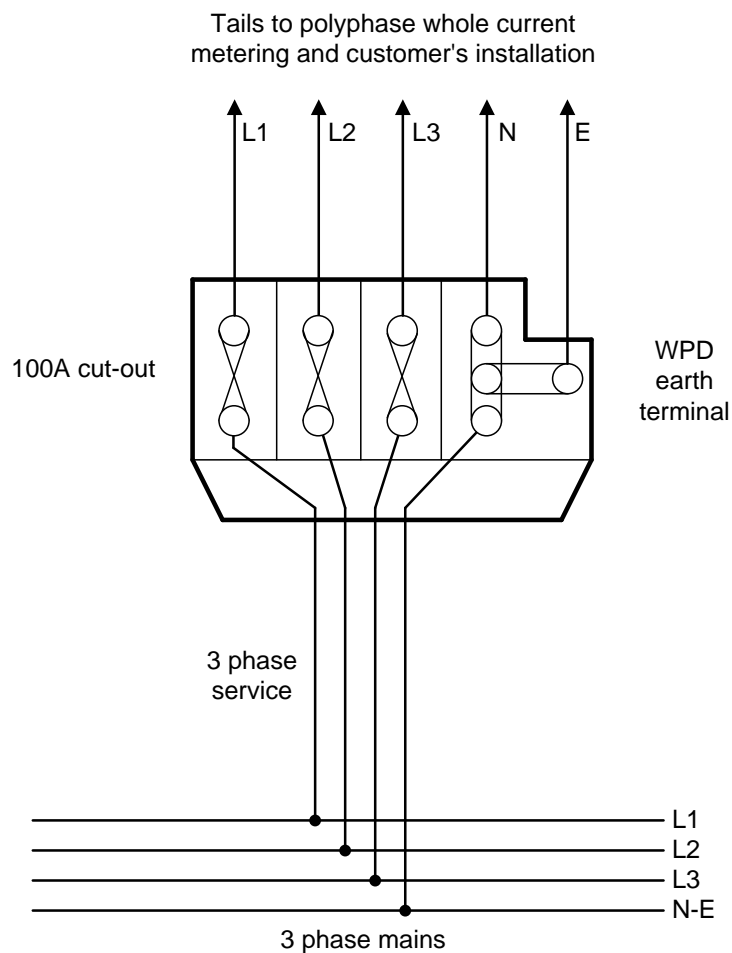 Tails to polyphase whole current
metering and customer's installation
L1
L2
L3
N
E
100A cut-out
WPD
earth
terminal
3 phase
service
L1
L2
L3
N-E
3 phase mains